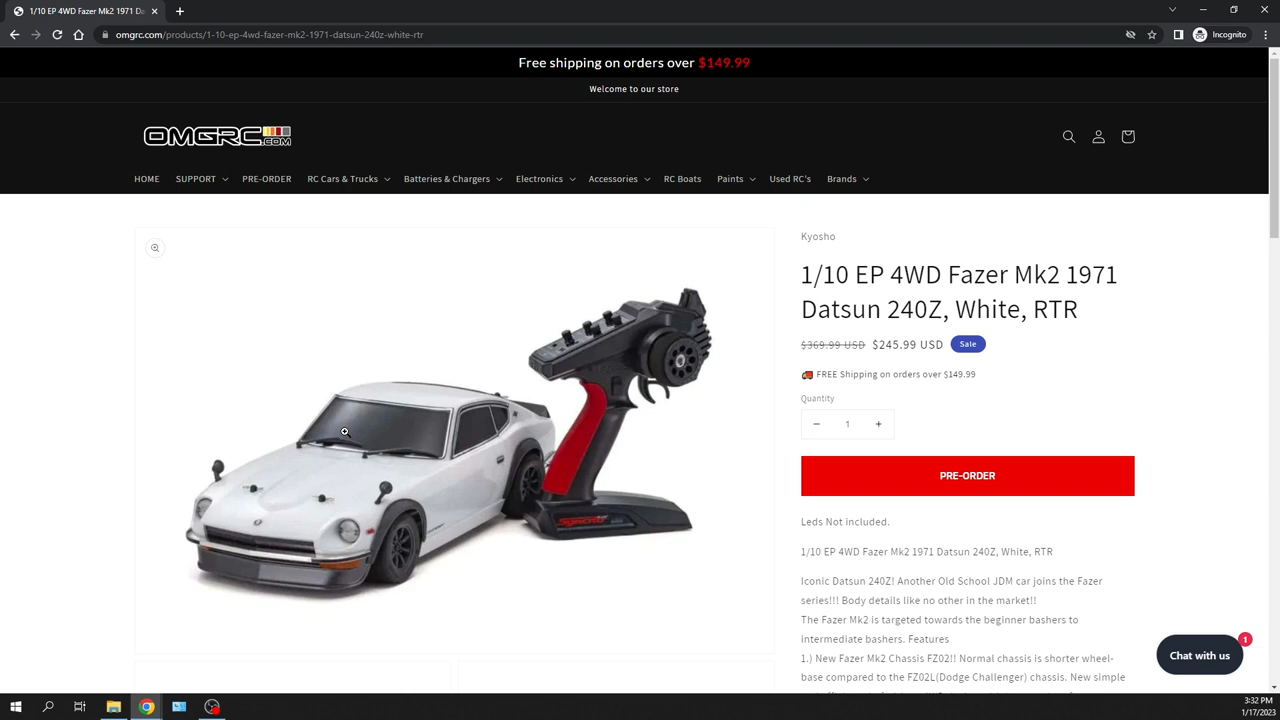 1/10 EP 4WD Fazer Mk2 1971 Da
omgrc.com/products/1-10-ep-4wd-fazer-mk2-1971-datsun-240z-white-rtr
Incognito
Free shipping on orders over $149.99
Welcome to our store
OMGRC.COM
HOME
SUPPORT
PRE-ORDER
RC Cars & Trucks
Batteries & Chargers
Electronics
Accessories
RC Boats
Paints
Used RC's
Brands
Kyosho
1/10 EP 4WD Fazer Mk2 1971
Datsun 240Z, White, RTR
$369.99 USD $245.99 USD Sale
FREE Shipping on orders over $149.99
Quantity
− 1 +
PRE-ORDER
Leds Not included.
1/10 EP 4WD Fazer Mk2 1971 Datsun 240Z, White, RTR
Iconic Datsun 240Z! Another Old School JDM car joins the Fazer
series!!! Body details like no other in the market!!
The Fazer Mk2 is targeted towards the beginner bashers to
intermediate bashers. Features
1.) New Fazer Mk2 Chassis FZ02!! Normal chassis is shorter wheel-
base compared to the FZ02L(Dodge Challenger) chassis. New simple
Syncro
Chat with us
1
3:32 PM
1/17/2023